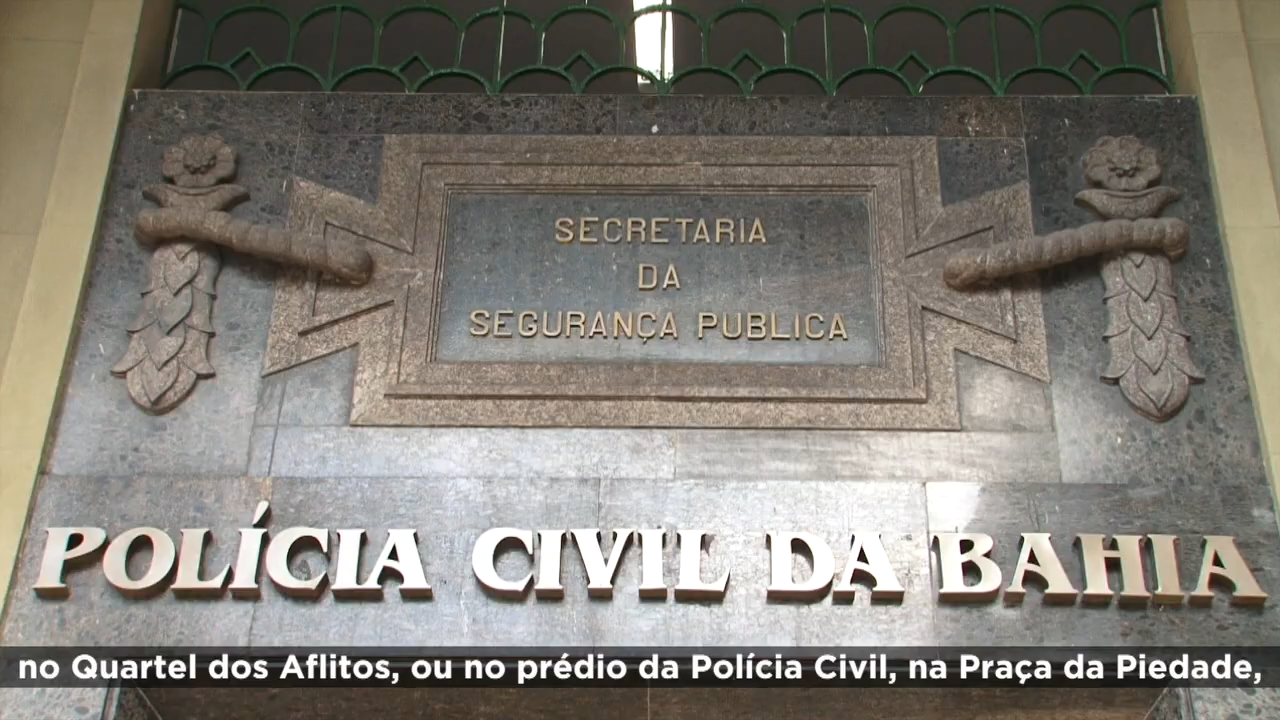 SECRETARIA
DA
SEGURANÇA PUBLICA
POLÍCIA CIVIL DA BAHIA
no Quartel dos Aflitos, ou no prédio da Polícia Civil, na Praça da Piedade,